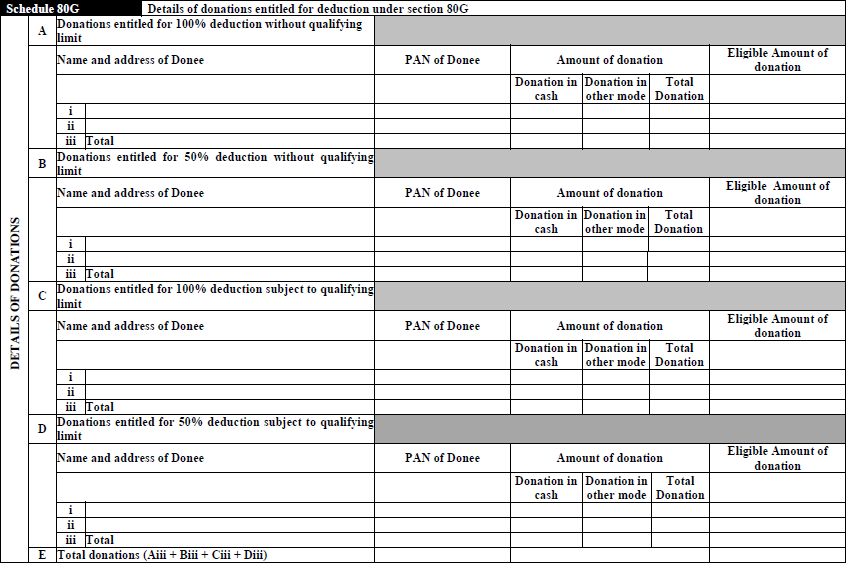 Schedule 80G Details of donations entitled for deduction under section 80G
DETAILS OF DONATIONS
A Donations entitled for 100% deduction without qualifying
limit
Name and address of Donee PAN of Donee Amount of donation Eligible Amount of
donation
Donation in Donation in Total
cash other mode Donation
i
ii
iii Total
B Donations entitled for 50% deduction without qualifying
limit
Name and address of Donee PAN of Donee Amount of donation Eligible Amount of
donation
Donation in Donation in Total
cash other mode Donation
i
ii
iii Total
C Donations entitled for 100% deduction subject to qualifying
limit
Name and address of Donee PAN of Donee Amount of donation Eligible Amount of
donation
Donation in Donation in Total
cash other mode Donation
i
ii
iii Total
D Donations entitled for 50% deduction subject to qualifying
limit
Name and address of Donee PAN of Donee Amount of donation Eligible Amount of
donation
Donation in Donation in Total
cash other mode Donation
i
ii
iii Total
E Total donations (Aiii + Biii + Ciii + Diii)